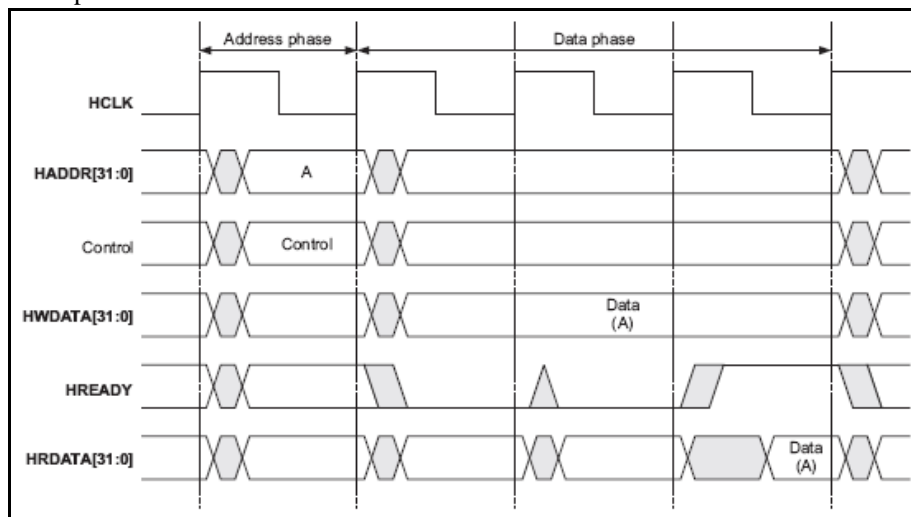 Address phase
Data phase
HCLK
HADDR[31:0]
A
Control
Control
HWDATA[31:0]
Data
(A)
HREADY
HRDATA[31:0]
Data
(A)